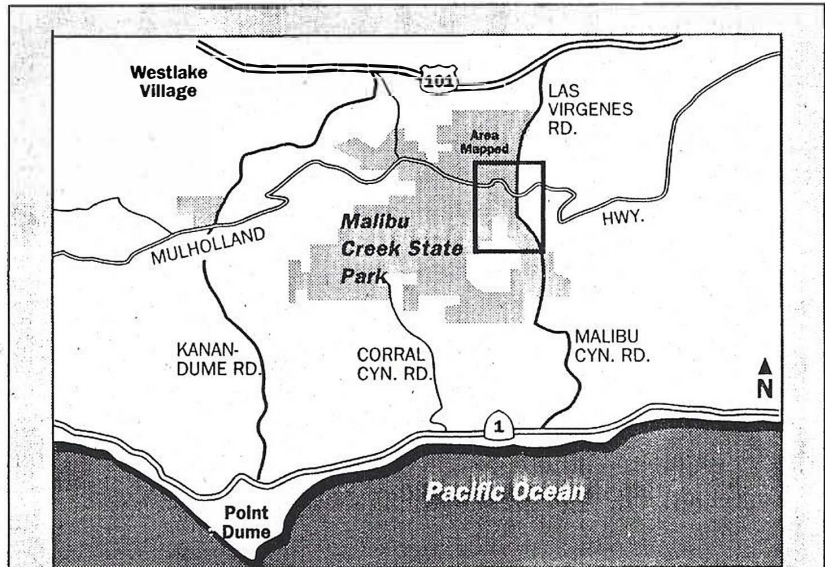 Westlake
Village
101
LAS
VIRGENES
RD.
Area
Mapped
MULHOLLAND
HWY.
Malibu
Creek State
Park
KANAN-
DUME RD.
CORRAL
CYN. RD.
MALIBU
CYN. RD.
N
1
Pacific Ocean
Point
Dume